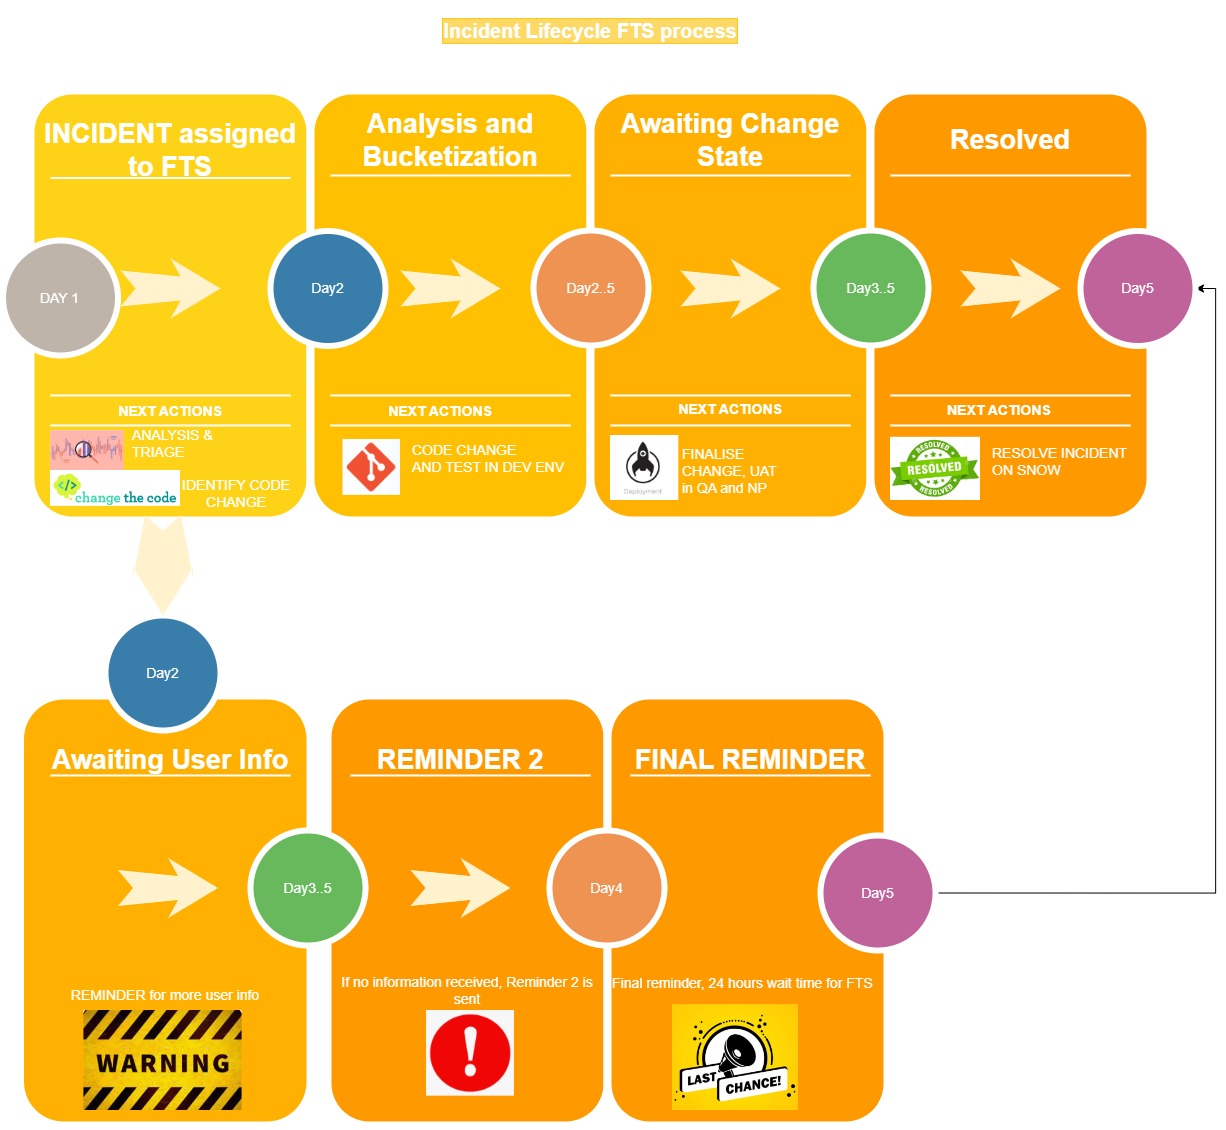 Incident Lifecycle FTS process
INCIDENT assigned
to FTS
Analysis and
Bucketization
Awaiting Change
State
Resolved
DAY 1
Day2
Day2..5
Day3..5
Day5
NEXT ACTIONS
ANALYSIS &
TRIAGE
</> change the code
IDENTIFY CODE
CHANGE
NEXT ACTIONS
CODE CHANGE
AND TEST IN DEV ENV
NEXT ACTIONS
Deployment
FINALISE
CHANGE, UAT
in QA and NP
NEXT ACTIONS
RESOLVED
RESOLVED
RESOLVED
RESOLVE INCIDENT
ON SNOW
Day2
Awaiting User Info
REMINDER 2
FINAL REMINDER
Day3..5
Day4
Day5
REMINDER for more user info
WARNING
If no information received, Reminder 2 is
sent
!
Final reminder, 24 hours wait time for FTS
LAST
CHANCE!